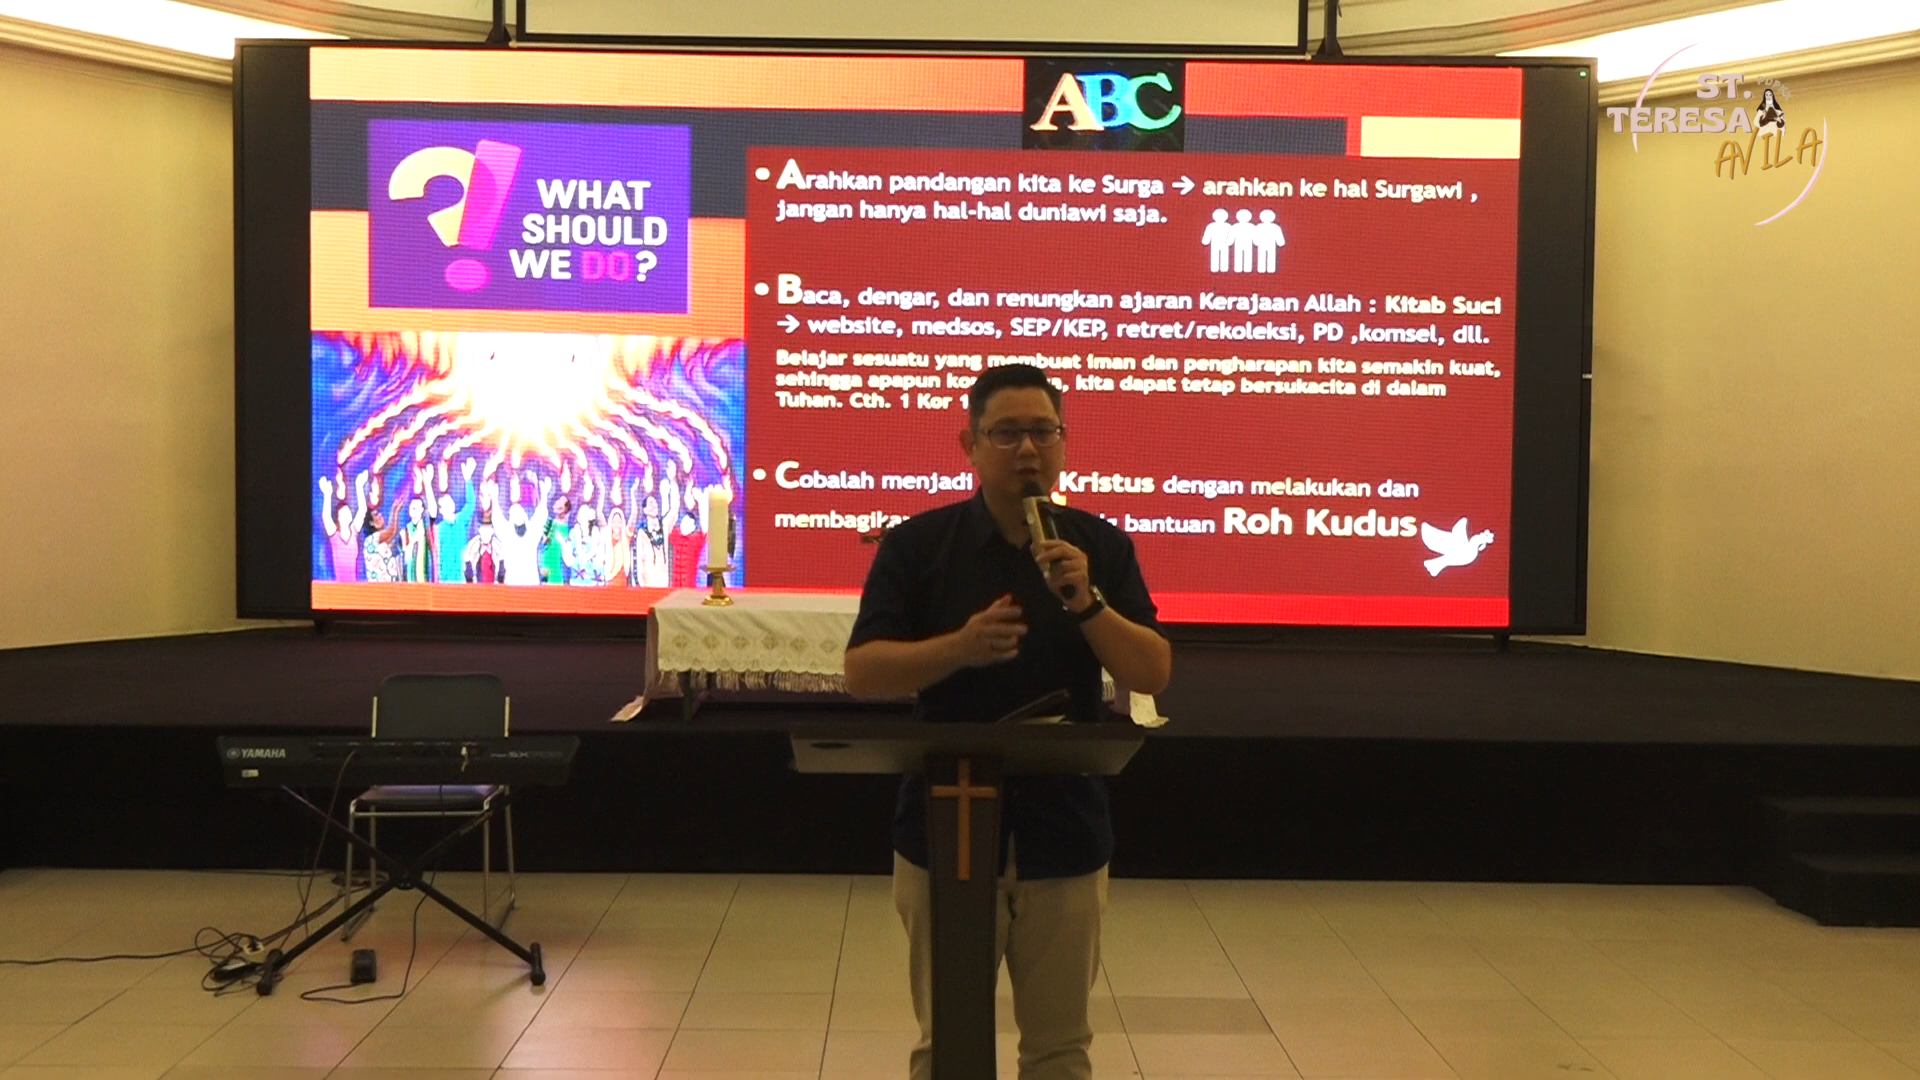 ABC
WHAT
SHOULD
WE DO?
• Arahkan pandangan kita ke Surga → arahkan ke hal Surgawi ,
jangan hanya hal-hal duniawi saja.
• Baca, dengar, dan renungkan ajaran Kerajaan Allah : Kitab Suci
→ website, medsos, SEP/KEP, retret/rekoleksi, PD ,komsel, dll.
Belajar sesuatu yang membuat iman dan pengharapan kita semakin kuat,
sehingga apapun kita dapat tetap bersukacita di dalam
Tuhan. Cth. 1 Kor
• Cobalah menjadi Kristus dengan melakukan dan
bantuan Roh Kudus
YAMAHA
ST.
TERESA
AVILA